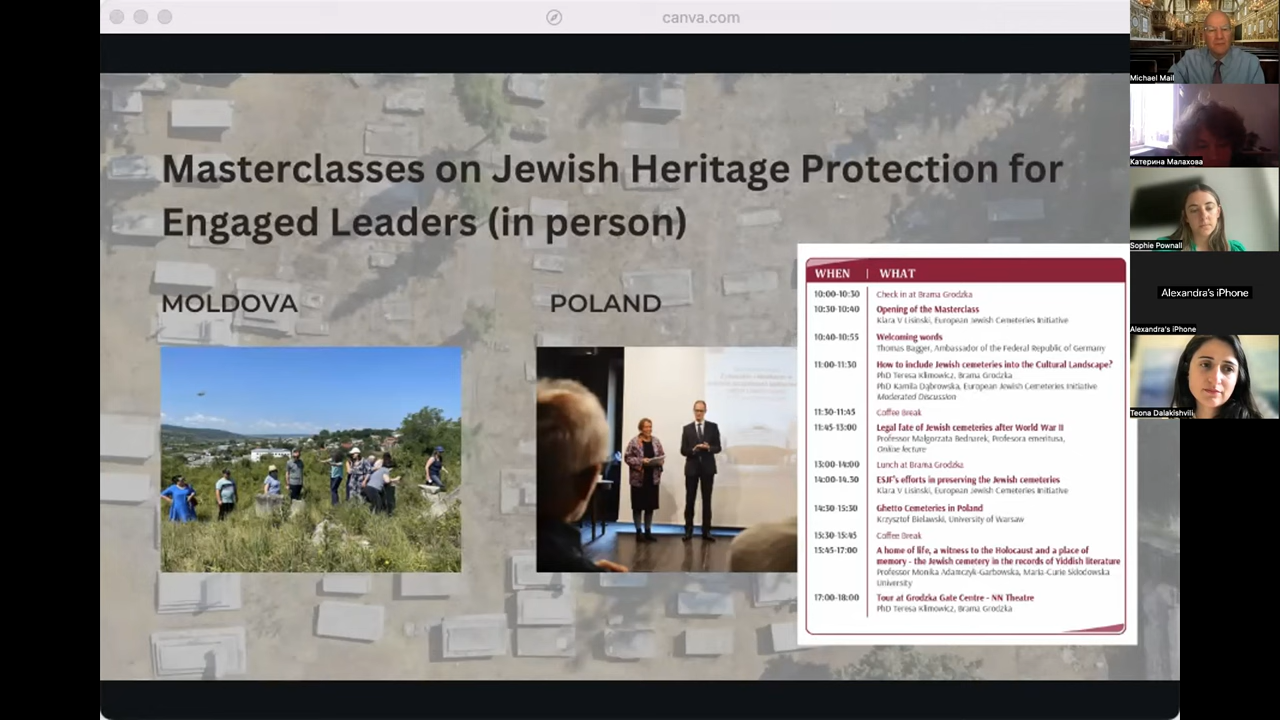 canva.com
Masterclasses on Jewish Heritage Protection for
Engaged Leaders (in person)
MOLDOVA
POLAND
WHEN | WHAT
10:00-10:30 Check in at Brama Grodzka
10:30-10:40 Opening of the Masterclass
Klara V Lisinski, European Jewish Cemeteries Initiative
10:40-10:55 Welcoming words
Thomas Bagger, Ambassador of the Federal Republic of Germany
11:00-11:30 How to include Jewish cemeteries into the Cultural Landscape?
PhD Teresa Klimowicz, Brama Grodzka
PhD Kamila Dąbrowska, European Jewish Cemeteries Initiative
Moderated Discussion
11:30-11:45 Coffee Break
11:45-13:00 Legal fate of Jewish cemeteries after World War II
Professor Małgorzata Bednarek, Profesora emeritusa,
Online lecture
13:00-14:00 Lunch at Brama Grodzka
14:00-14.30 ESJF's efforts in preserving the Jewish cemeteries
Klara V Lisinski, European Jewish Cemeteries Initiative
14:30-15:30 Ghetto Cemeteries in Poland
Krzysztof Bielawski, University of Warsaw
15:30-15:45 Coffee Break
15:45-17:00 A home of life, a witness to the Holocaust and a place of
memory - the Jewish cemetery in the records of Yiddish literature
Professor Monika Adamczyk-Garbowska, Maria-Curie Skłodowska
University
17:00-18:00 Tour at Grodzka Gate Centre - NN Theatre
PhD Teresa Klimowicz, Brama Grodzka
Michael Mail
Катерина Малахова
Sophie Pownall
Alexandra's iPhone
Alexandra's iPhone
Teona Dalakishvili